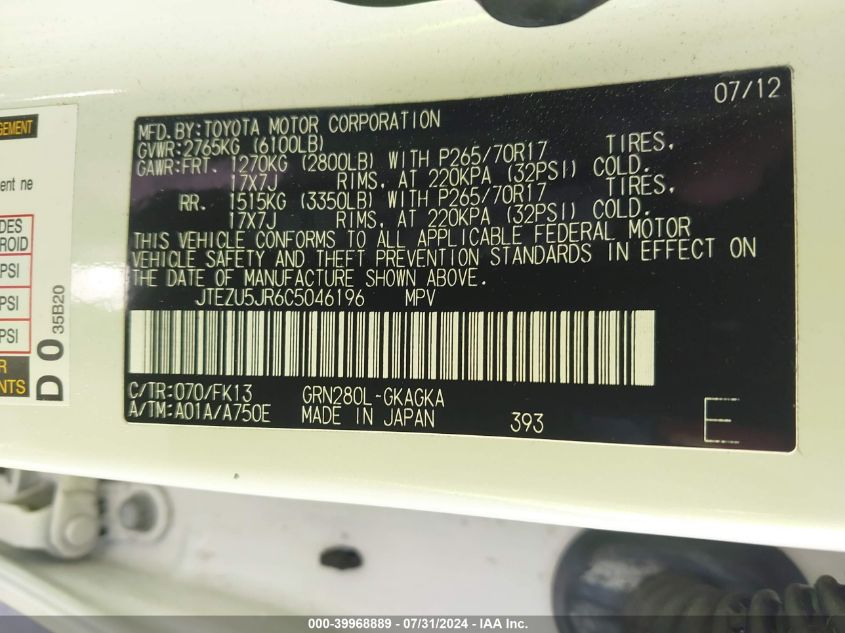 07/12
MFD. BY: TOYOTA MOTOR CORPORATION
GVWR: 2765KG (6100LB)
GAWR: FRT. 1270KG (2800LB) WITH P265/70R17 TIRES,
17X7J RIMS, AT 220KPA (32PSI) COLD.
RR. 1515KG (3350LB) WITH P265/70R17 TIRES,
17X7J RIMS, AT 220KPA (32PSI) COLD.
THIS VEHICLE CONFORMS TO ALL APPLICABLE FEDERAL MOTOR
VEHICLE SAFETY AND THEFT PREVENTION STANDARDS IN EFFECT ON
THE DATE OF MANUFACTURE SHOWN ABOVE.
JTEZU5JR6C5046196 MPV
C/TR: 070/FK13 GRN280L-GKAGKA
A/TM: A01A/A750E MADE IN JAPAN 393 E
ent ne
PSI
PSI
PSI
D 0 35B20
000-39968889 - 07/31/2024 - IAA Inc.